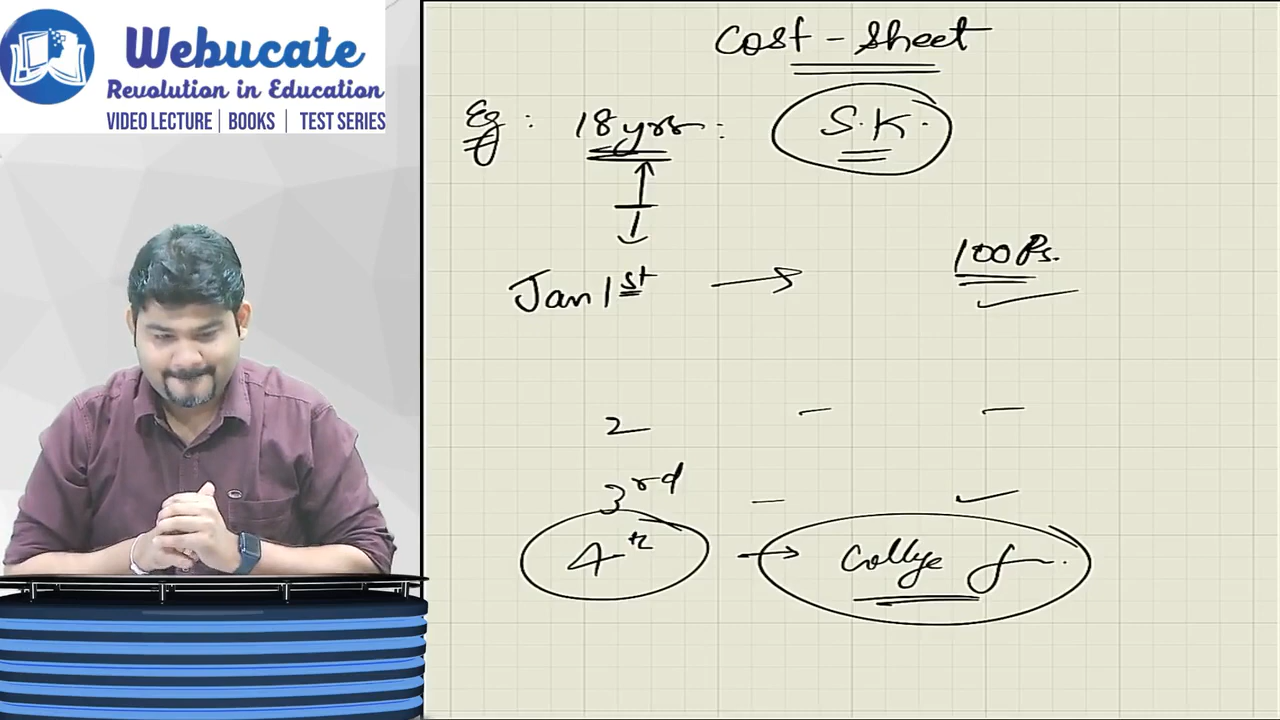 Webucate
Revolution in Education
VIDEO LECTURE | BOOKS | TEST SERIES
Cost - Sheet
Eg : 18 yrs : S.K.
Jan 1st → 100 Rs.
2 - -
3rd -
4th → College